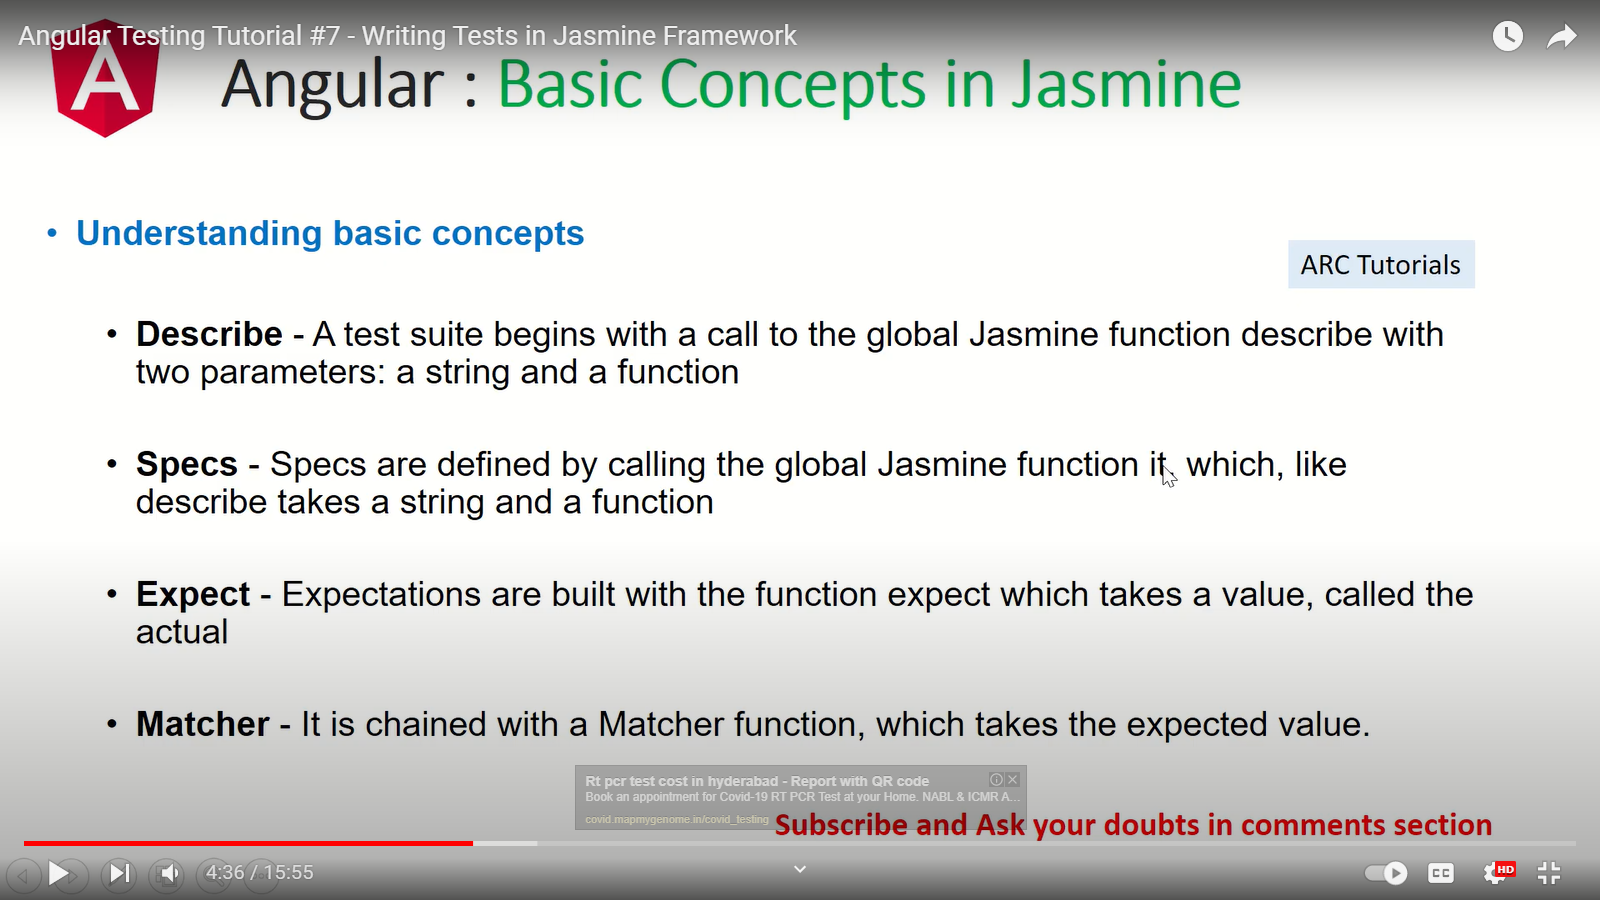 Angular Testing Tutorial #7 - Writing Tests in Jasmine Framework
Angular : Basic Concepts in Jasmine
• Understanding basic concepts
ARC Tutorials
• Describe - A test suite begins with a call to the global Jasmine function describe with
two parameters: a string and a function
• Specs - Specs are defined by calling the global Jasmine function it, which, like
describe takes a string and a function
• Expect - Expectations are built with the function expect which takes a value, called the
actual
• Matcher - It is chained with a Matcher function, which takes the expected value.
Rt pcr test cost in hyderabad - Report with QR code
Book an appointment for Covid-19 RT PCR Test at your Home. NABL & ICMR A...
covid.mapmygenome.in/covid_testing
Subscribe and Ask your doubts in comments section
4:36 / 15:55
CC
HD